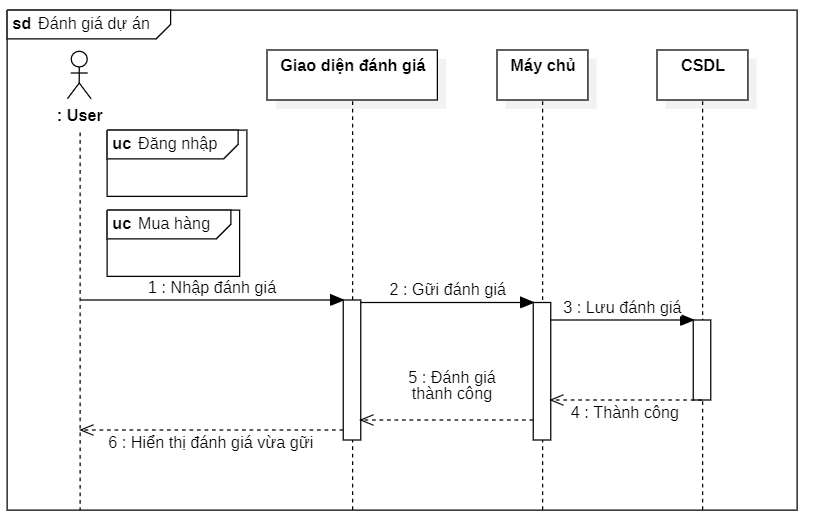 sd Đánh giá dự án
Giao diện đánh giá
Máy chủ
CSDL
: User
uc Đăng nhập
uc Mua hàng
1 : Nhập đánh giá
2 : Gửi đánh giá
3 : Lưu đánh giá
5 : Đánh giá
thành công
4 : Thành công
6 : Hiển thị đánh giá vừa gửi